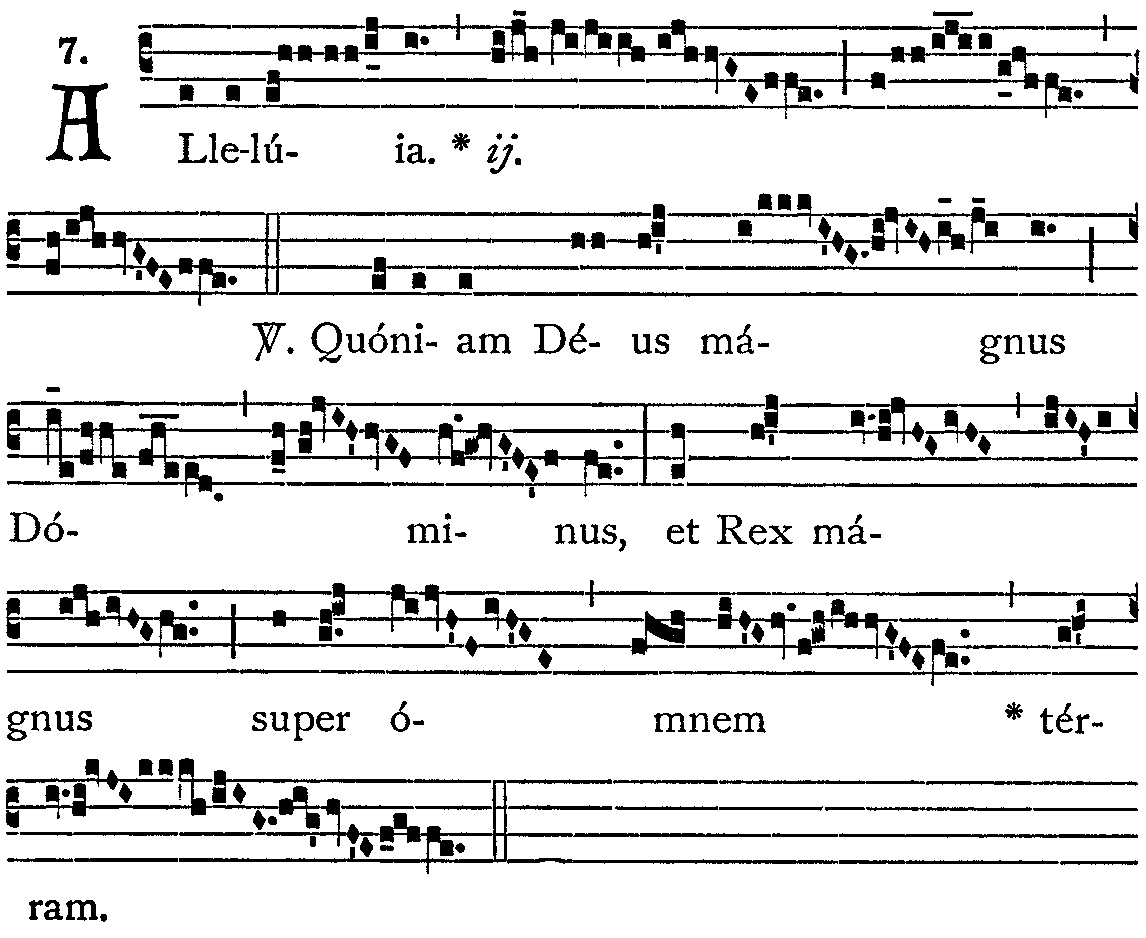 7.
ALle-lú- ia. * ij.
℣. Quóni- am Dé- us má- gnus
Dó- mi- nus, et Rex má-
gnus super ó- mnem * tér-
ram.